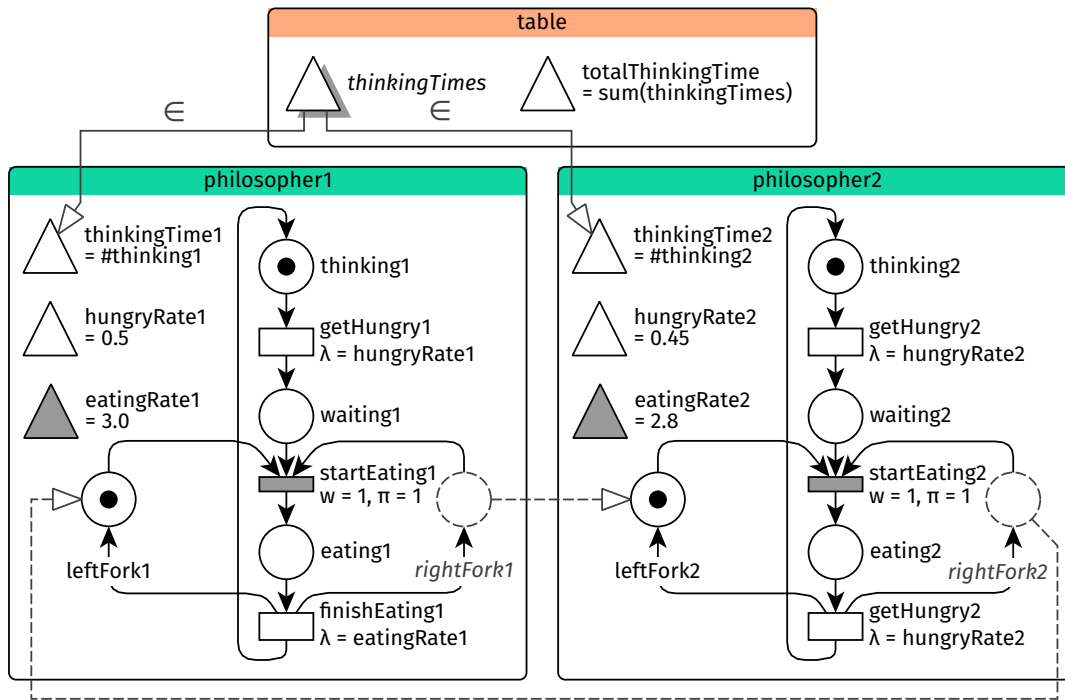 table
thinkingTimes
totalThinkingTime
= sum(thinkingTimes)
∈
∈
philosopher1
thinkingTime1
= #thinking1
thinking1
hungryRate1
= 0.5
getHungry1
λ = hungryRate1
eatingRate1
= 3.0
waiting1
startEating1
w = 1, π = 1
leftFork1
eating1
rightFork1
finishEating1
λ = eatingRate1
philosopher2
thinkingTime2
= #thinking2
thinking2
hungryRate2
= 0.45
getHungry2
λ = hungryRate2
eatingRate2
= 2.8
waiting2
startEating2
w = 1, π = 1
leftFork2
eating2
rightFork2
getHungry2
λ = hungryRate2